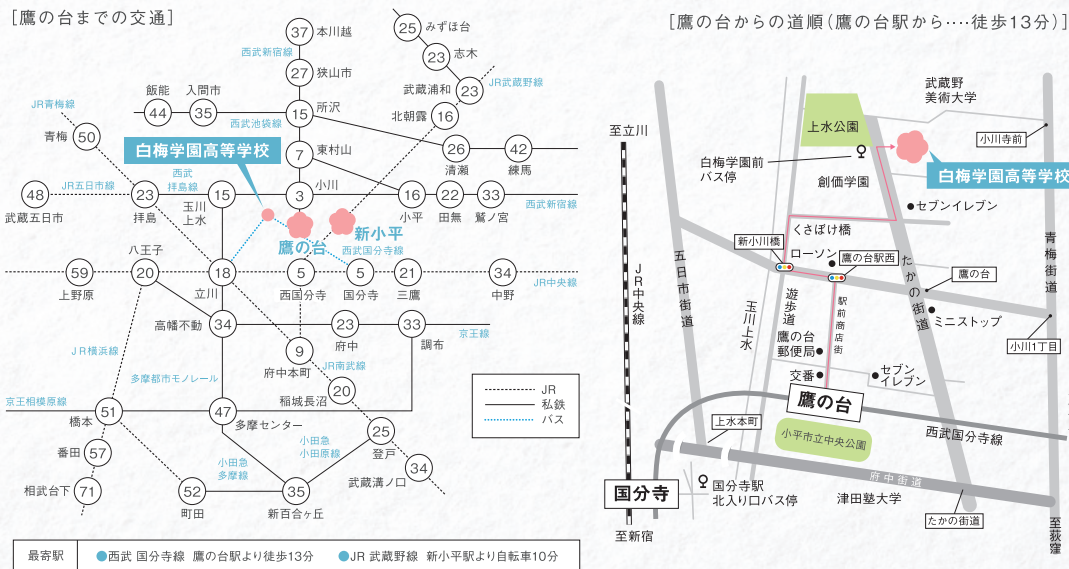 [鷹の台までの交通]
37 本川越
西武新宿線
27 狭山市
25 みずほ台
23 志木
武蔵浦和 23
JR武蔵野線
飯能 44
入間市 35
15 所沢
北朝露 16
JR青梅線
青梅 50
西武池袋線
7 東村山
26 清瀬
42 練馬
白梅学園高等学校
48 武蔵五日市
JR五日市線
23 拝島
西武
拝島線
15 玉川
上水
3 小川
16 小平
22 田無
33 鷺ノ宮
西武新宿線
鷹の台
新小平
西武国分寺線
59 上野原
八王子 20
18 立川
5 西国分寺
5 国分寺
21 三鷹
34 中野
JR中央線
高幡不動 34
23 府中
33 調布
京王線
JR横浜線
9 府中本町
JR南武線
多摩都市モノレール
20 稲城長沼
京王相模原線
51 橋本
47 多摩センター
番田 57
小田急
多摩線
小田急
小田原線
25 登戸
34 武蔵溝ノ口
相武台下 71
52 町田
35 新百合ヶ丘
JR
私鉄
バス
最寄駅 ●西武 国分寺線 鷹の台駅より徒歩13分 ●JR 武蔵野線 新小平駅より自転車10分
[鷹の台からの道順(鷹の台駅から‥‥徒歩13分)]
至立川
上水公園
武蔵野
美術大学
小川寺前
白梅学園前
バス停
創価学園
白梅学園高等学校
セブンイレブン
くさぼけ橋
新小川橋
ローソン
鷹の台駅西
たかの街道
鷹の台
青梅街道
五日市街道
JR中央線
玉川上水
遊歩道
駅前商店街
ミニストップ
小川1丁目
鷹の台
郵便局
交番
セブン
イレブン
鷹の台
上水本町
小平市立中央公園
西武国分寺線
府中街道
国分寺
国分寺駅
北入り口バス停
津田塾大学
たかの街道
至新宿
至荻窪